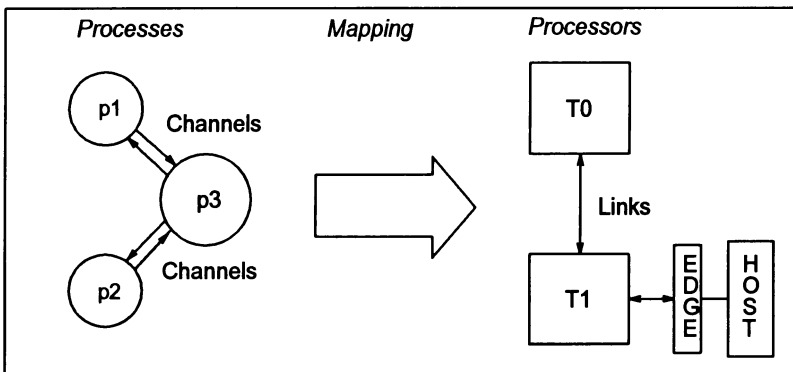 Processes
Mapping
Processors
p1
Channels
p3
Channels
p2
T0
Links
T1
EDGE
HOST